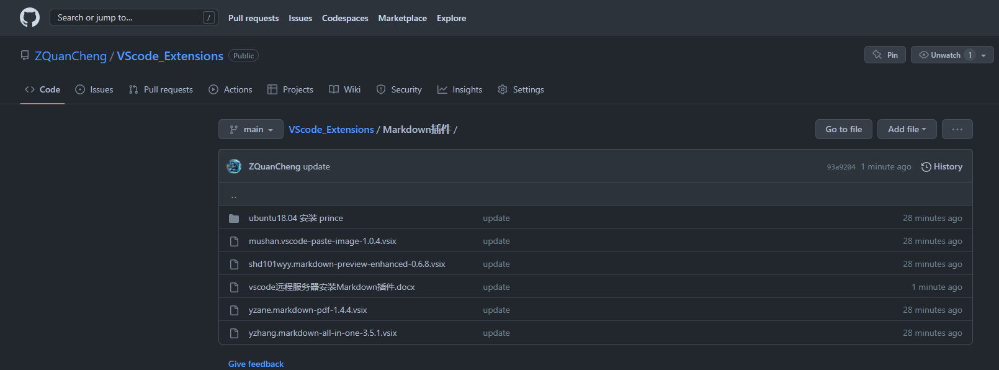 Search or jump to... /
Pull requests Issues Codespaces Marketplace Explore
ZQuanCheng / VScode_Extensions Public
Pin Unwatch 1
Code Issues Pull requests Actions Projects Wiki Security Insights Settings
main VScode_Extensions / Markdown插件 /
Go to file Add file ...
ZQuanCheng update 93a9204 1 minute ago History
..
ubuntu18.04 安装 prince update 28 minutes ago
mushan.vscode-paste-image-1.0.4.vsix update 28 minutes ago
shd101wyy.markdown-preview-enhanced-0.6.8.vsix update 28 minutes ago
vscode远程服务器安装Markdown插件.docx update 1 minute ago
yzane.markdown-pdf-1.4.4.vsix update 28 minutes ago
yzhang.markdown-all-in-one-3.5.1.vsix update 28 minutes ago
Give feedback